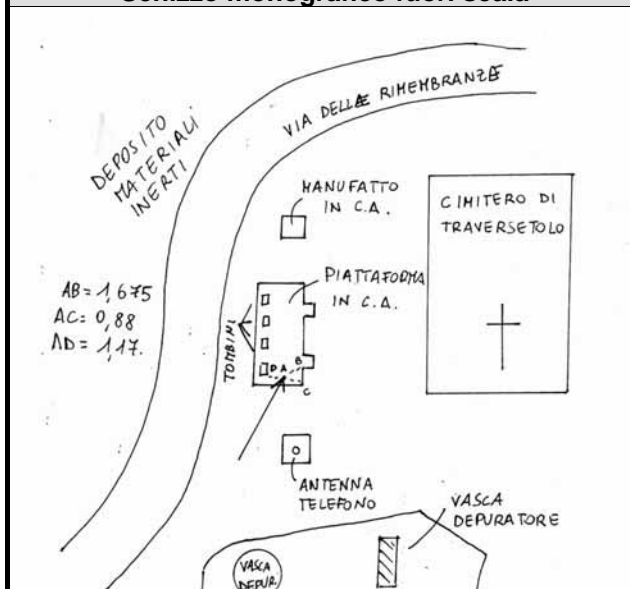 Schizzo monografico fuori scala
VIA DELLE RIMEMBRANZE
DEPOSITO
MATERIALI
INERTI
MANUFATTO
IN C.A.
CIMITERO DI
TRAVERSETOLO
PIATTAFORMA
IN C.A.
AB= 1,675
AC= 0,88
AD= 1,17.
TOMBINI
D A B
C
ANTENNA
TELEFONO
VASCA
DEPURATORE
VASCA
DEPUR.